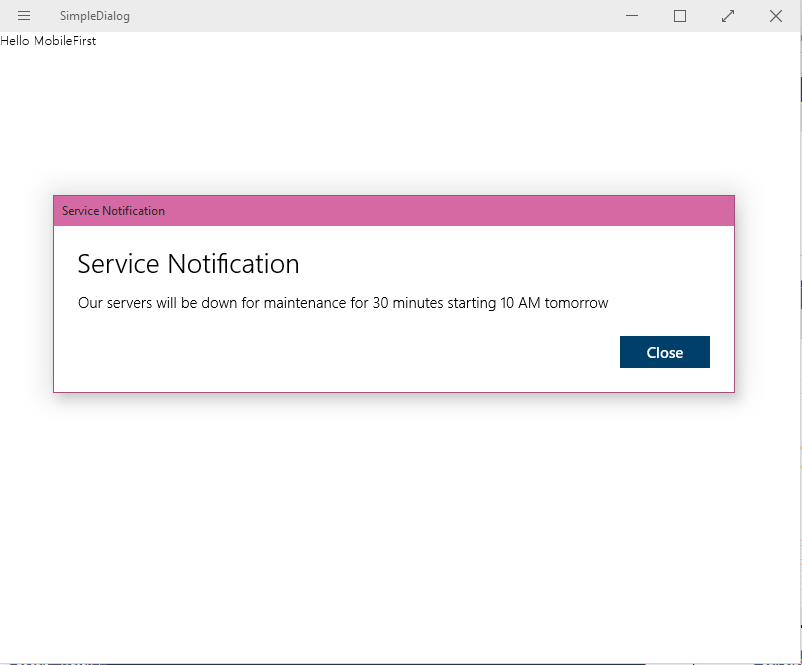 SimpleDialog
Hello MobileFirst
Service Notification
Service Notification
Our servers will be down for maintenance for 30 minutes starting 10 AM tomorrow
Close